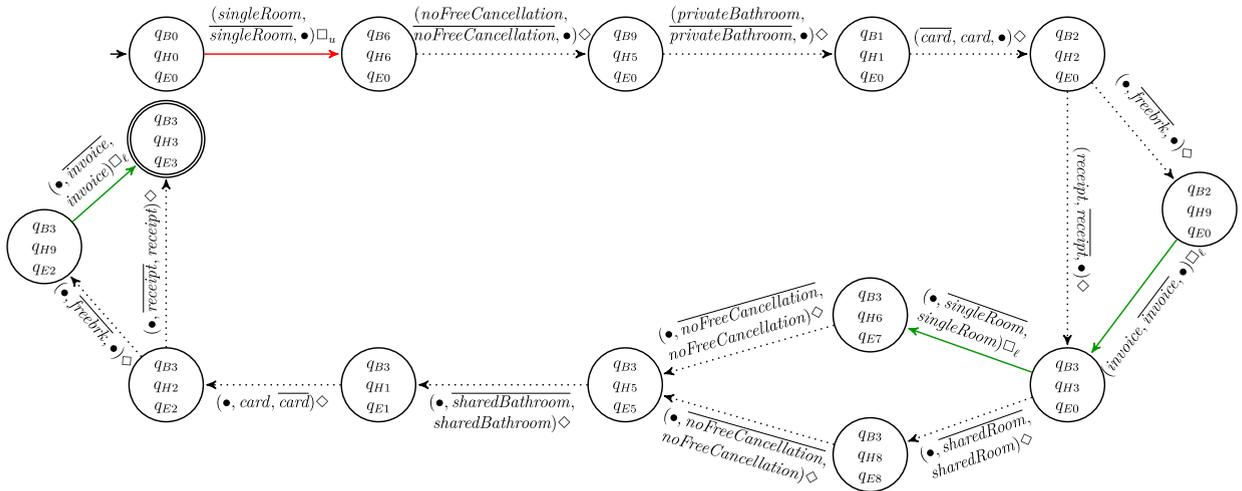 q_{B0}
q_{H0}
q_{E0}
(singleRoom,
\overline{singleRoom}, •)□_u
q_{B6}
q_{H6}
q_{E0}
(noFreeCancellation,
\overline{noFreeCancellation}, •)◇
q_{B9}
q_{H5}
q_{E0}
(privateBathroom,
\overline{privateBathroom}, •)◇
q_{B1}
q_{H1}
q_{E0}
(\overline{card}, card, •)◇
q_{B2}
q_{H2}
q_{E0}
(•, \overline{freebrk}, •)◇
(receipt, \overline{receipt}, •)◇
q_{B2}
q_{H9}
q_{E0}
(invoice, \overline{invoice}, •)□_ℓ
q_{B3}
q_{H3}
q_{E0}
(•, \overline{singleRoom},
singleRoom)□_ℓ
q_{B3}
q_{H6}
q_{E7}
(•, \overline{sharedRoom},
sharedRoom)◇
q_{B3}
q_{H8}
q_{E8}
(•, \overline{noFreeCancellation},
noFreeCancellation)◇
(•, \overline{noFreeCancellation},
noFreeCancellation)◇
q_{B3}
q_{H5}
q_{E5}
(•, \overline{sharedBathroom},
sharedBathroom)◇
q_{B3}
q_{H1}
q_{E1}
(•, card, \overline{card})◇
q_{B3}
q_{H2}
q_{E2}
(•, \overline{freebrk}, •)◇
(•, \overline{receipt}, receipt)◇
q_{B3}
q_{H9}
q_{E2}
(•, \overline{invoice},
invoice)□_ℓ
q_{B3}
q_{H3}
q_{E3}